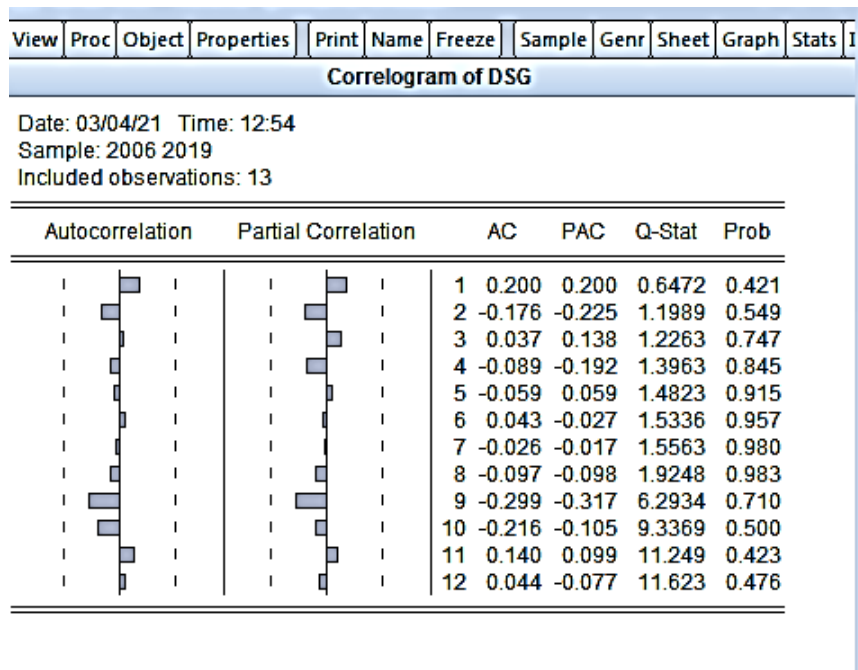 View Proc Object Properties Print Name Freeze Sample Genr Sheet Graph Stats I
Correlogram of DSG
Date: 03/04/21 Time: 12:54
Sample: 2006 2019
Included observations: 13
Autocorrelation Partial Correlation AC PAC Q-Stat Prob
1 0.200 0.200 0.6472 0.421
2 -0.176 -0.225 1.1989 0.549
3 0.037 0.138 1.2263 0.747
4 -0.089 -0.192 1.3963 0.845
5 -0.059 0.059 1.4823 0.915
6 0.043 -0.027 1.5336 0.957
7 -0.026 -0.017 1.5563 0.980
8 -0.097 -0.098 1.9248 0.983
9 -0.299 -0.317 6.2934 0.710
10 -0.216 -0.105 9.3369 0.500
11 0.140 0.099 11.249 0.423
12 0.044 -0.077 11.623 0.476